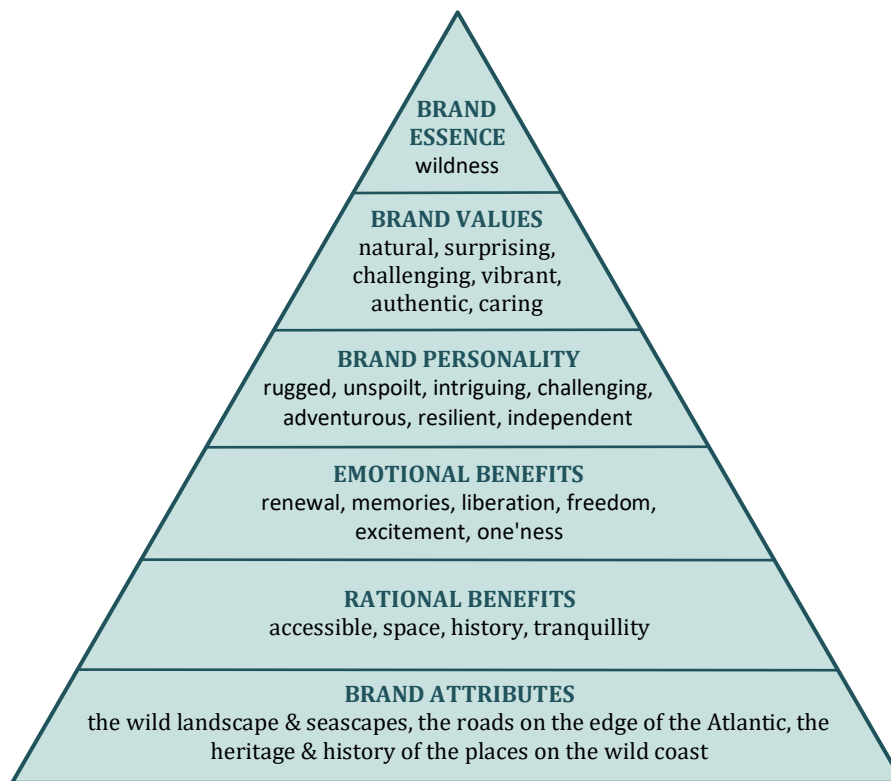 BRAND
ESSENCE
wildness
BRAND VALUES
natural, surprising,
challenging, vibrant,
authentic, caring
BRAND PERSONALITY
rugged, unspoilt, intriguing, challenging,
adventurous, resilient, independent
EMOTIONAL BENEFITS
renewal, memories, liberation, freedom,
excitement, one'ness
RATIONAL BENEFITS
accessible, space, history, tranquillity
BRAND ATTRIBUTES
the wild landscape & seascapes, the roads on the edge of the Atlantic, the
heritage & history of the places on the wild coast